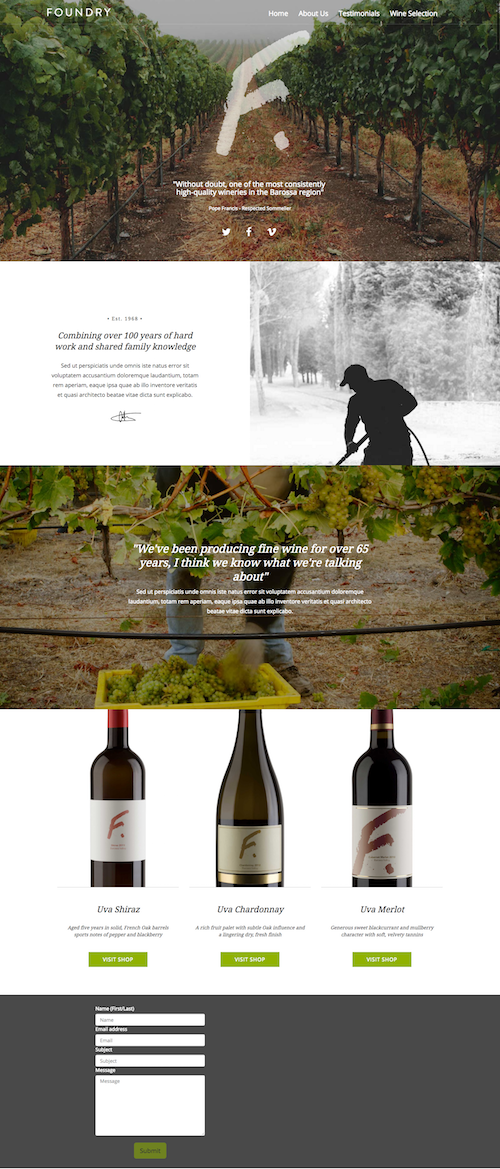 FOUNDRY
Home About Us Testimonials Wine Selection
F.
"Without doubt, one of the most consistently
high-quality wineries in the Barossa region"
Pope Francis - Respected Sommelier
• Est. 1968 •
Combining over 100 years of hard
work and shared family knowledge
Sed ut perspiciatis unde omnis iste natus error sit
voluptatem accusantium doloremque laudantium, totam
rem aperiam, eaque ipsa quae ab illo inventore veritatis
et quasi architecto beatae vitae dicta sunt explicabo.
"We've been producing fine wine for over 65
years, I think we know what we're talking
about"
Sed ut perspiciatis unde omnis iste natus error sit voluptatem accusantium doloremque
laudantium, totam rem aperiam, eaque ipsa quae ab illo inventore veritatis et quasi architecto
beatae vitae dicta sunt explicabo.
F.
F.
F.
Uva Shiraz
Aged five years in solid, French Oak barrels
sports notes of pepper and blackberry
VISIT SHOP
Uva Chardonnay
A rich fruit palet with subtle Oak influence and
a lingering dry, fresh finish
VISIT SHOP
Uva Merlot
Generous sweet blackcurrant and mullberry
character with soft, velvety tannins
VISIT SHOP
Name (First/Last)
Name
Email address
Email
Subject
Subject
Message
Message
Submit